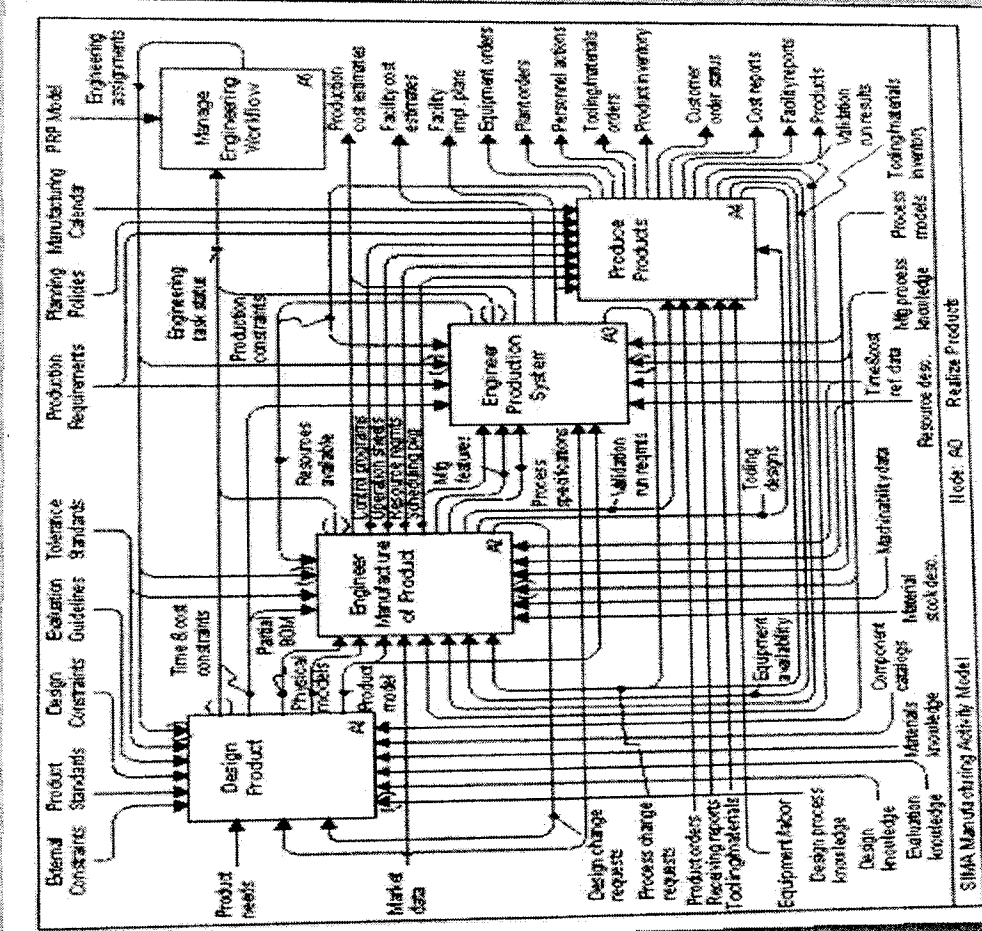 External
Constraints
Product
Standards
Design
Constraints
Evaluation
Guidelines
Tolerance
Standards
Production
Requirements
Planning
Policies
Manufacturing
Calendar
PRP Model
Engineering
assignments
Product
needs
Market
data
Design
Product
A1
Time & cost
constraints
Partial
BOM
Physical
models
Product
model
Engineer
Manufacture
of Product
A2
Resources
available
Control programs
Operation sheets
Resource reqmts
Scheduling pkg
Mfg
features
Process
specifications
Validation
run reqmts
Tooling
designs
Engineering
task status
Production
constraints
Engineer
Production
System
A3
Manage
Engineering
Workflow
A5
Produce
Products
A4
Production
cost estimates
Facility cost
estimates
Facility
impl. plans
Equipment orders
Plant orders
Personnel actions
Tooling/materials
orders
Product inventory
Customer
order status
Cost reports
Facility reports
Products
Validation
run results
Tooling/materials
inventory
Design change
requests
Process change
requests
Product orders
Receiving reports
Tooling/materials
Equipment/labor
Equipment
availability
Design process
knowledge
Design
knowledge
Evaluation
knowledge
Materials
knowledge
Component
catalogs
Material
stock desc.
Machinability data
Resource desc.
Time&cost
ref data
Mfg process
knowledge
Process
models
SIMA Manufacturing Activity Model
Node: A0
Realize Products